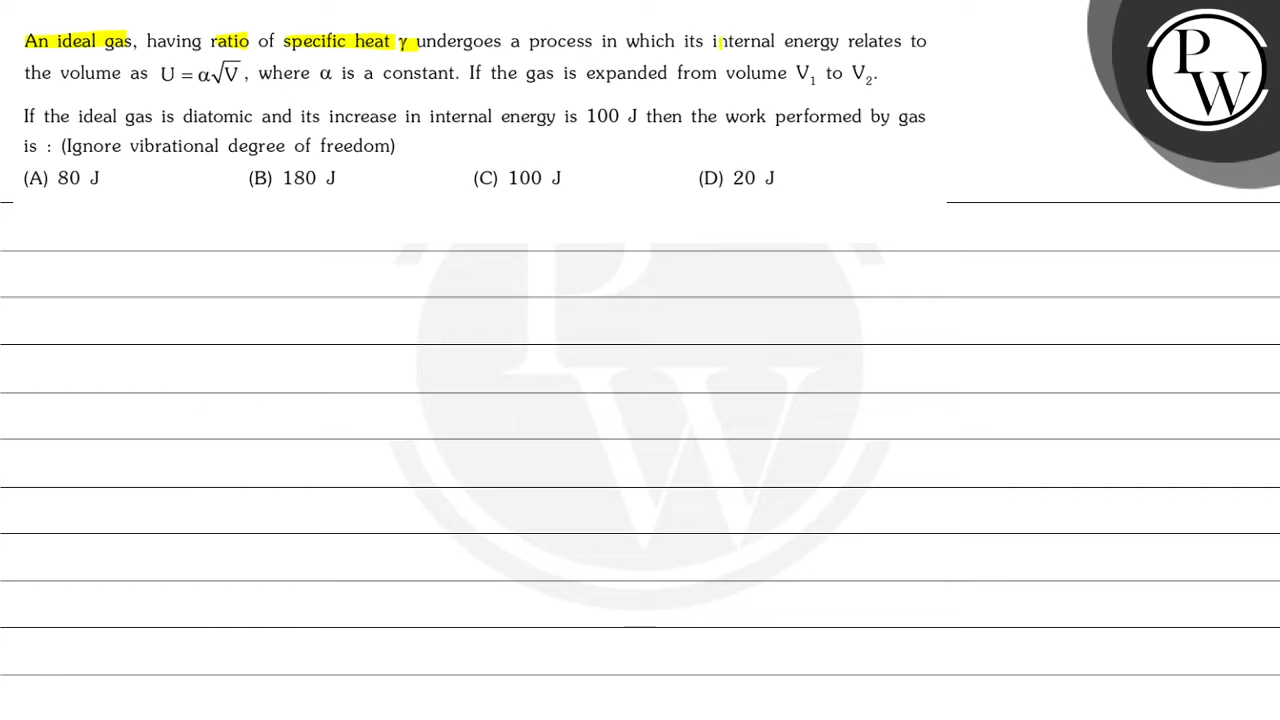 An ideal gas, having ratio of specific heat γ undergoes a process in which its internal energy relates to
the volume as U = α√V, where α is a constant. If the gas is expanded from volume V₁ to V₂.
If the ideal gas is diatomic and its increase in internal energy is 100 J then the work performed by gas
is : (Ignore vibrational degree of freedom)
(A) 80 J (B) 180 J (C) 100 J (D) 20 J
PW
PW